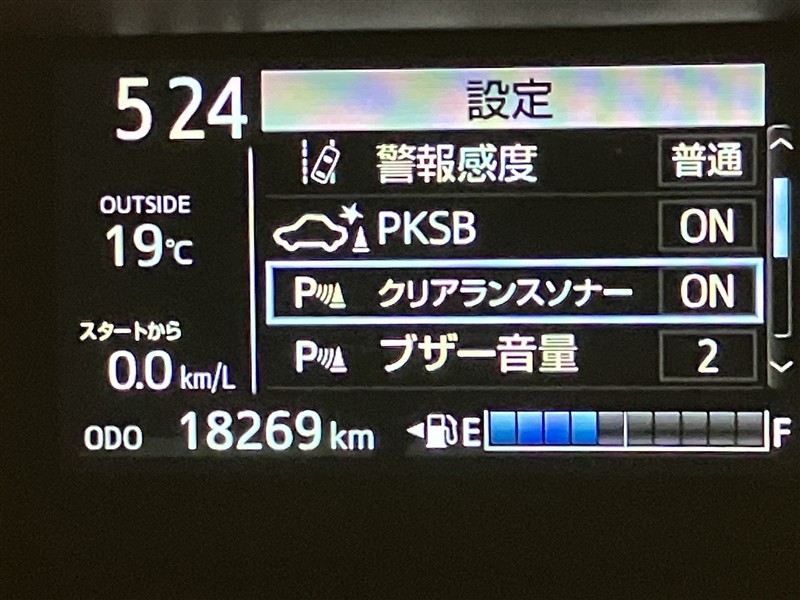 5 24
設定
警報感度 普通
OUTSIDE
19℃
PKSB ON
P クリアランスソナー ON
スタートから
0.0 km/L
P ブザー音量 2
ODO 18269 km
E F